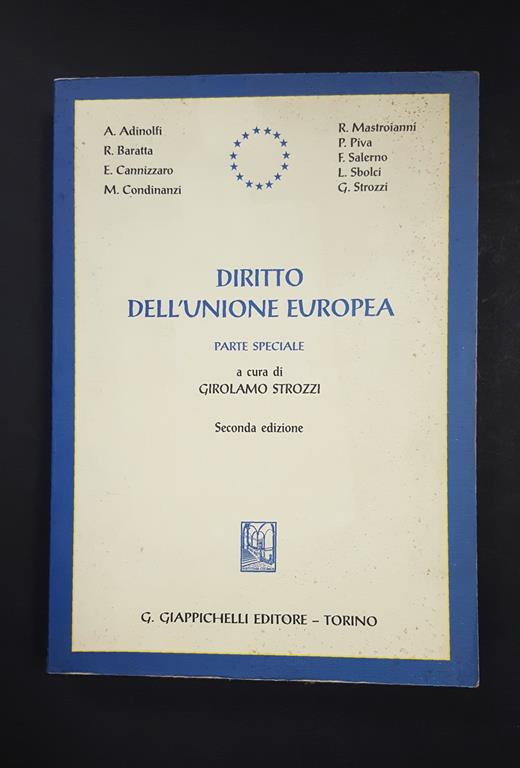 A. Adinolfi
R. Baratta
E. Cannizzaro
M. Condinanzi
R. Mastroianni
P. Piva
F. Salerno
L. Sbolci
G. Strozzi
DIRITTO
DELL'UNIONE EUROPEA
PARTE SPECIALE
a cura di
GIROLAMO STROZZI
Seconda edizione
G. GIAPPICHELLI EDITORE – TORINO